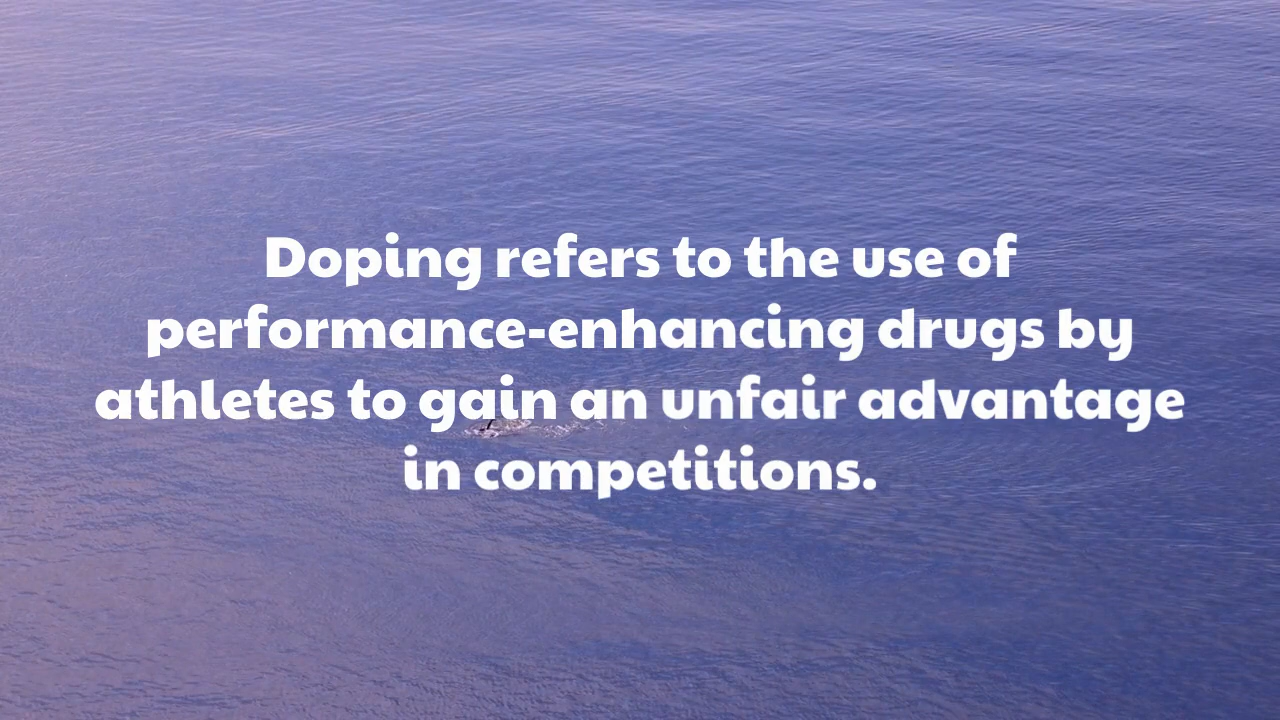 Doping refers to the use of
performance-enhancing drugs by
athletes to gain an unfair advantage
in competitions.